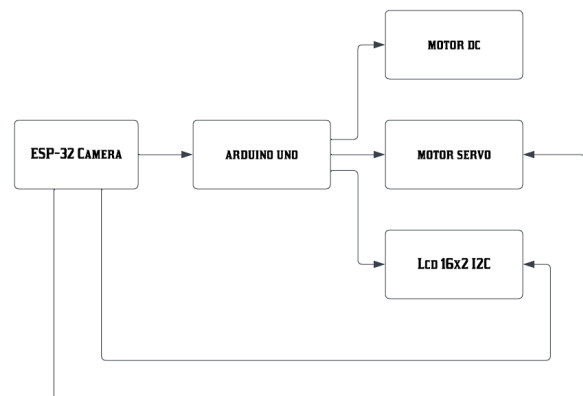 MOTOR DC
ESP-32 CAMERA
ARDUINO UNO
MOTOR SERVO
LCD 16X2 I2C